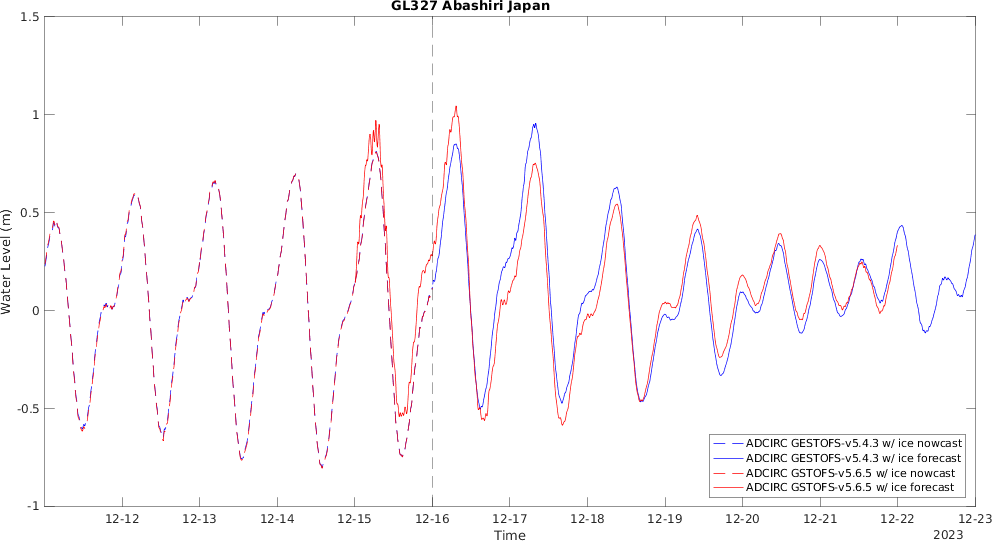 GL327 Abashiri Japan
1.5
1
0.5
0
-0.5
-1
Water Level (m)
12-12 12-13 12-14 12-15 12-16 12-17 12-18 12-19 12-20 12-21 12-22 12-23
Time
2023
ADCIRC GESTOFS-v5.4.3 w/ ice nowcast
ADCIRC GESTOFS-v5.4.3 w/ ice forecast
ADCIRC GSTOFS-v5.6.5 w/ ice nowcast
ADCIRC GSTOFS-v5.6.5 w/ ice forecast